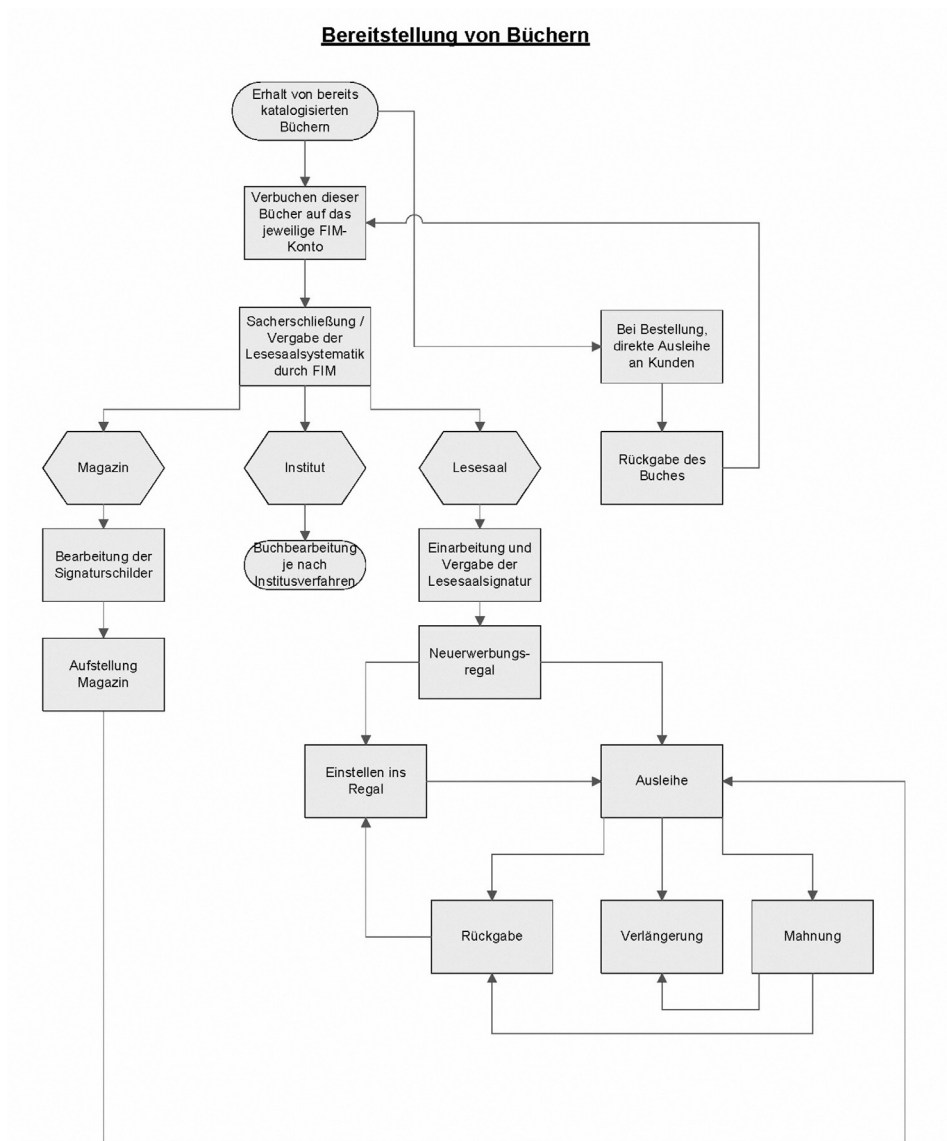 Bereitstellung von Büchern
Erhalt von bereits
katalogisierten
Büchern
Verbuchen dieser
Bücher auf das
jeweilige FIM-
Konto
Sacherschließung /
Vergabe der
Lesesaalsystematik
durch FIM
Bei Bestellung,
direkte Ausleihe
an Kunden
Magazin
Institut
Lesesaal
Rückgabe des
Buches
Bearbeitung der
Signaturschilder
Buchbearbeitung
je nach
Institusverfahren
Einarbeitung und
Vergabe der
Lesesaalsignatur
Aufstellung
Magazin
Neuerwerbungs-
regal
Einstellen ins
Regal
Ausleihe
Rückgabe
Verlängerung
Mahnung